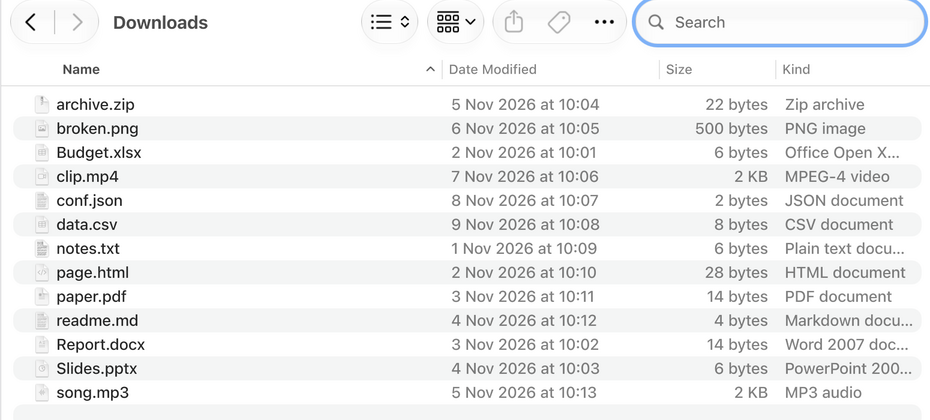 Downloads
Search
Name Date Modified Size Kind
archive.zip 5 Nov 2026 at 10:04 22 bytes Zip archive
broken.png 6 Nov 2026 at 10:05 500 bytes PNG image
Budget.xlsx 2 Nov 2026 at 10:01 6 bytes Office Open X...
clip.mp4 7 Nov 2026 at 10:06 2 KB MPEG-4 video
conf.json 8 Nov 2026 at 10:07 2 bytes JSON document
data.csv 9 Nov 2026 at 10:08 8 bytes CSV document
notes.txt 1 Nov 2026 at 10:09 6 bytes Plain text docu...
page.html 2 Nov 2026 at 10:10 28 bytes HTML document
paper.pdf 3 Nov 2026 at 10:11 14 bytes PDF document
readme.md 4 Nov 2026 at 10:12 4 bytes Markdown docu...
Report.docx 3 Nov 2026 at 10:02 14 bytes Word 2007 doc...
Slides.pptx 4 Nov 2026 at 10:03 6 bytes PowerPoint 200...
song.mp3 5 Nov 2026 at 10:13 2 KB MP3 audio